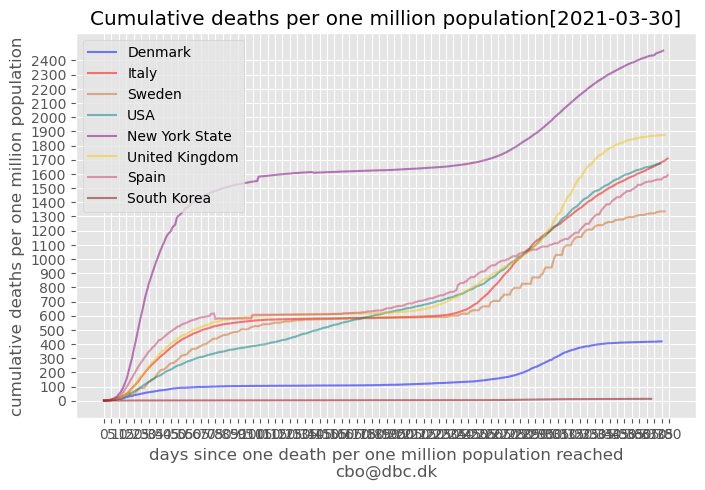 Cumulative deaths per one million population[2021-03-30]
Denmark
Italy
Sweden
USA
New York State
United Kingdom
Spain
South Korea
cumulative deaths per one million population
2400
2300
2200
2100
2000
1900
1800
1700
1600
1500
1400
1300
1200
1100
1000
900
800
700
600
500
400
300
200
100
0
days since one death per one million population reached
cbo@dbc.dk